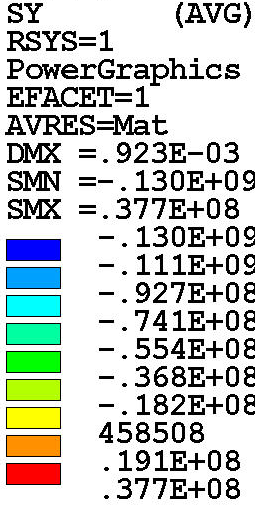 SY (AVG)
RSYS=1
PowerGraphics
EFACET=1
AVRES=Mat
DMX =.923E-03
SMN =-.130E+09
SMX =.377E+08
-.130E+09
-.111E+09
-.927E+08
-.741E+08
-.554E+08
-.368E+08
-.182E+08
458508
.191E+08
.377E+08